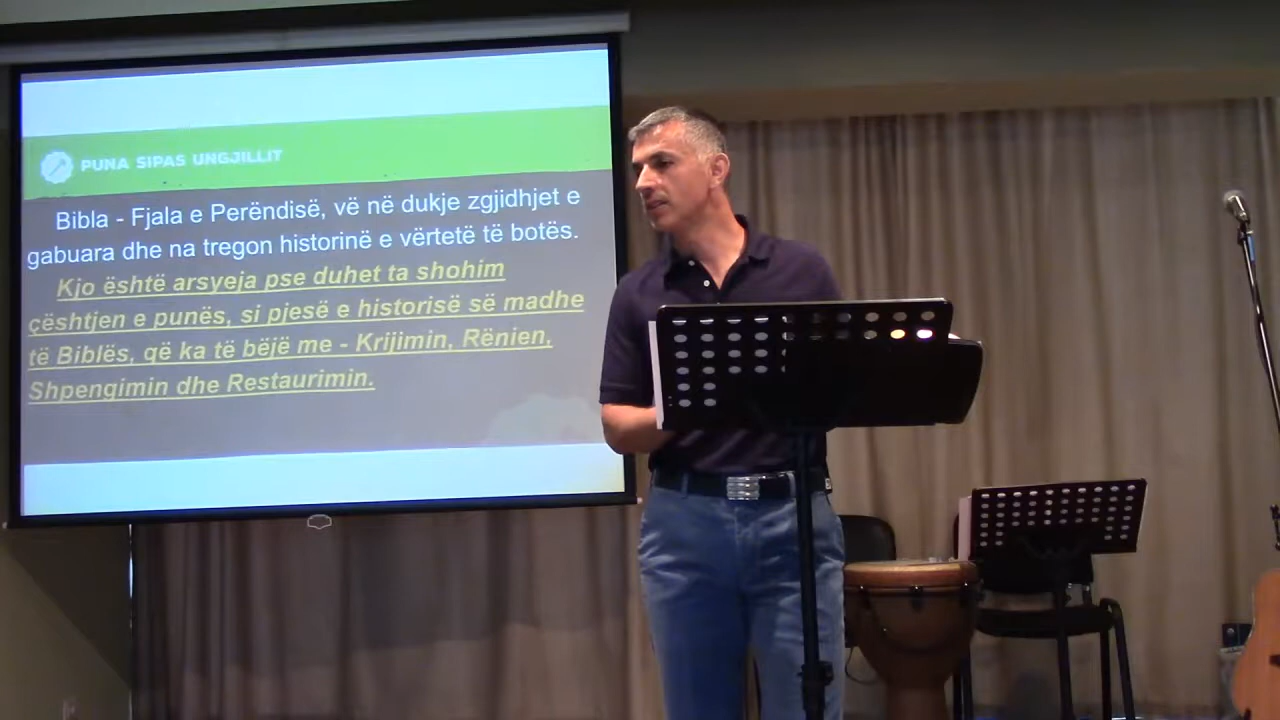 PUNA SIPAS UNGJILLIT
Bibla - Fjala e Perëndisë, vë në dukje zgjidhjet e
gabuara dhe na tregon historinë e vërtetë të botës.
Kjo është arsyeja pse duhet ta shohim
çështjen e punës, si pjesë e historisë së madhe
të Biblës, që ka të bëjë me - Krijimin, Rënien,
Shpengimin dhe Restaurimin.